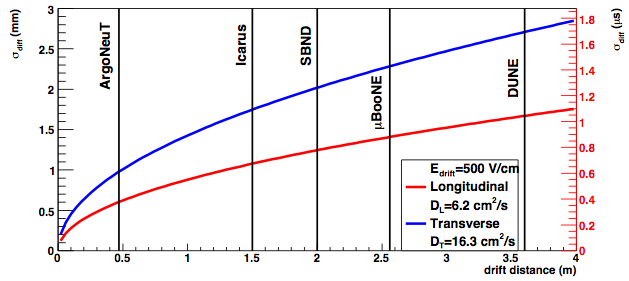 σdiff (mm)
σdiff (μs)
3
2.5
2
1.5
1
0.5
0
1.8
1.6
1.4
1.2
1
0.8
0.6
0.4
0.2
0
ArgoNeuT
Icarus
SBND
μBooNE
DUNE
Edrift=500 V/cm
Longitudinal
DL=6.2 cm²/s
Transverse
DT=16.3 cm²/s
0 0.5 1 1.5 2 2.5 3 3.5 4
drift distance (m)